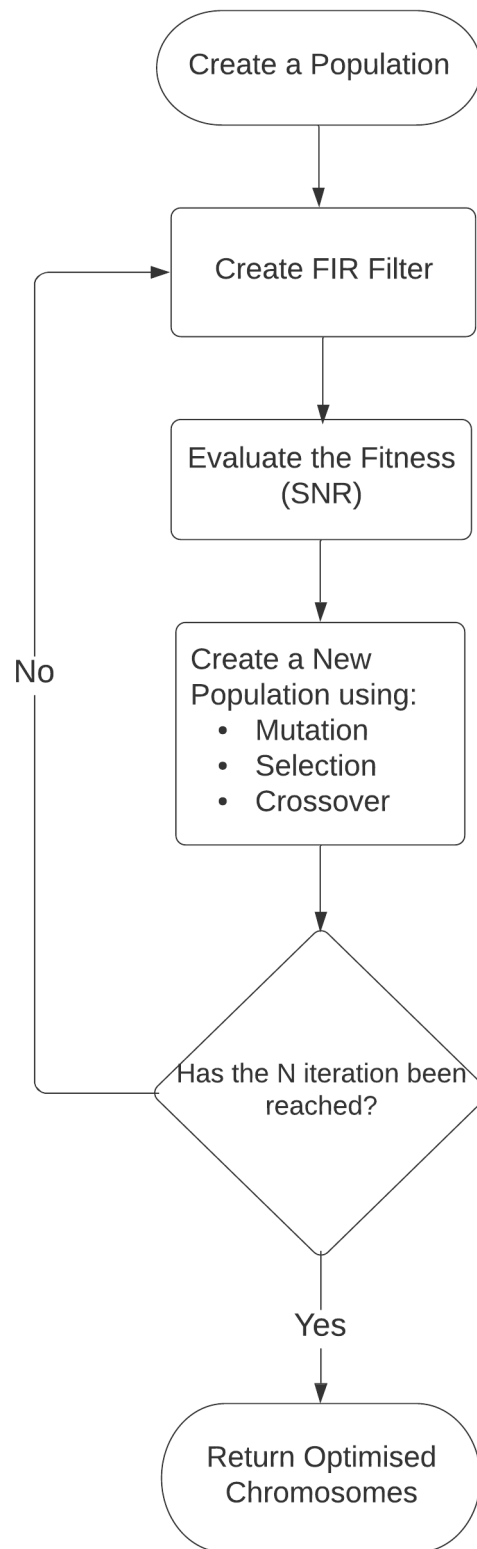 Create a Population
Create FIR Filter
Evaluate the Fitness
(SNR)
Create a New
Population using:
• Mutation
• Selection
• Crossover
No
Has the N iteration been
reached?
Yes
Return Optimised
Chromosomes